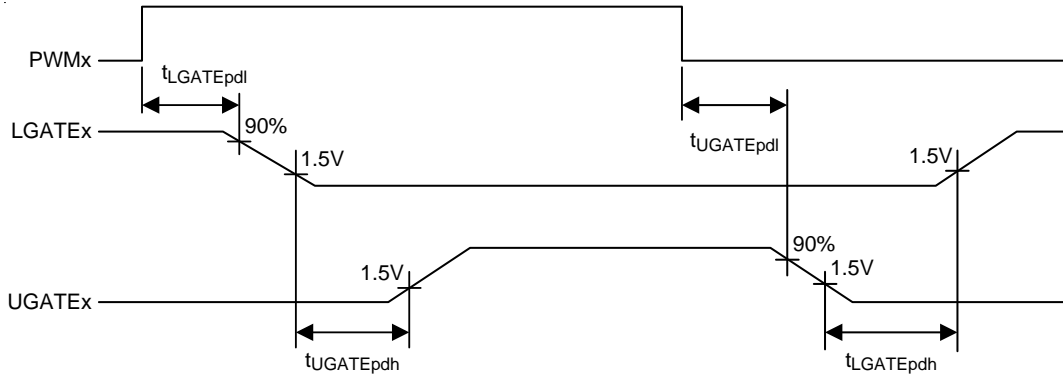 PWMx
tLGATEpdl
LGATEx
90%
1.5V
tUGATEpdl
1.5V
90%
1.5V
1.5V
UGATEx
tUGATEpdh
tLGATEpdh